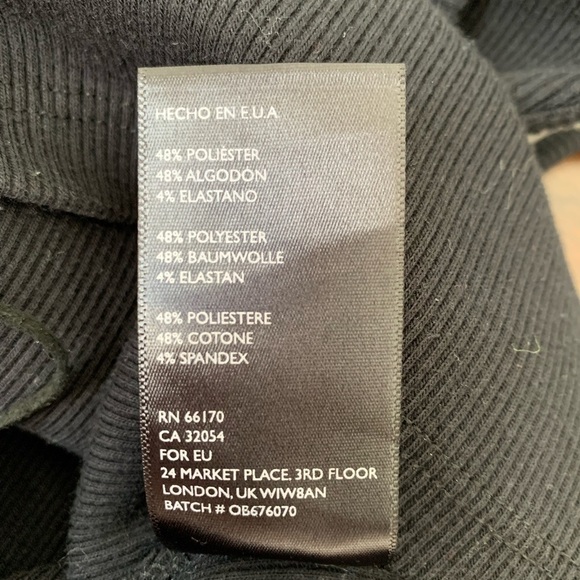 HECHO EN E.U.A.
48% POLIÉSTER
48% ALGODÓN
4% ELASTANO
48% POLYESTER
48% BAUMWOLLE
4% ELASTAN
48% POLIESTERE
48% COTONE
4% SPANDEX
RN 66170
CA 32054
FOR EU
24 MARKET PLACE, 3RD FLOOR
LONDON, UK W1W8AN
BATCH # OB676070